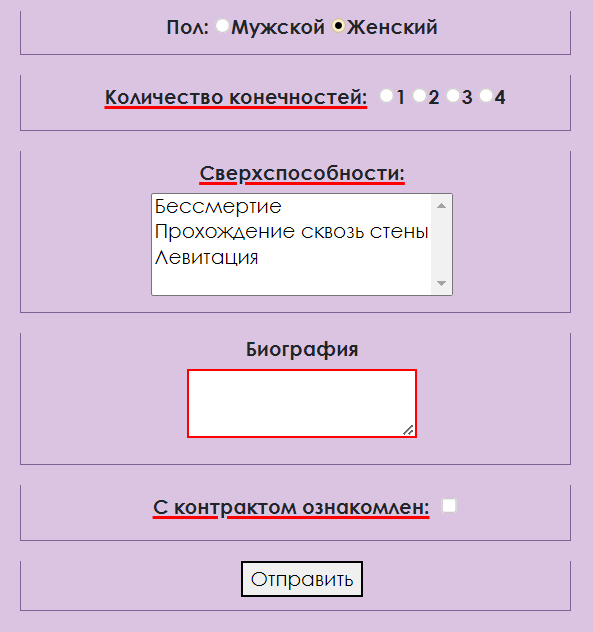 Пол: Мужской Женский
Количество конечностей: 1 2 3 4
Сверхспособности:
Бессмертие
Прохождение сквозь стены
Левитация
Биография
С контрактом ознакомлен:
Отправить